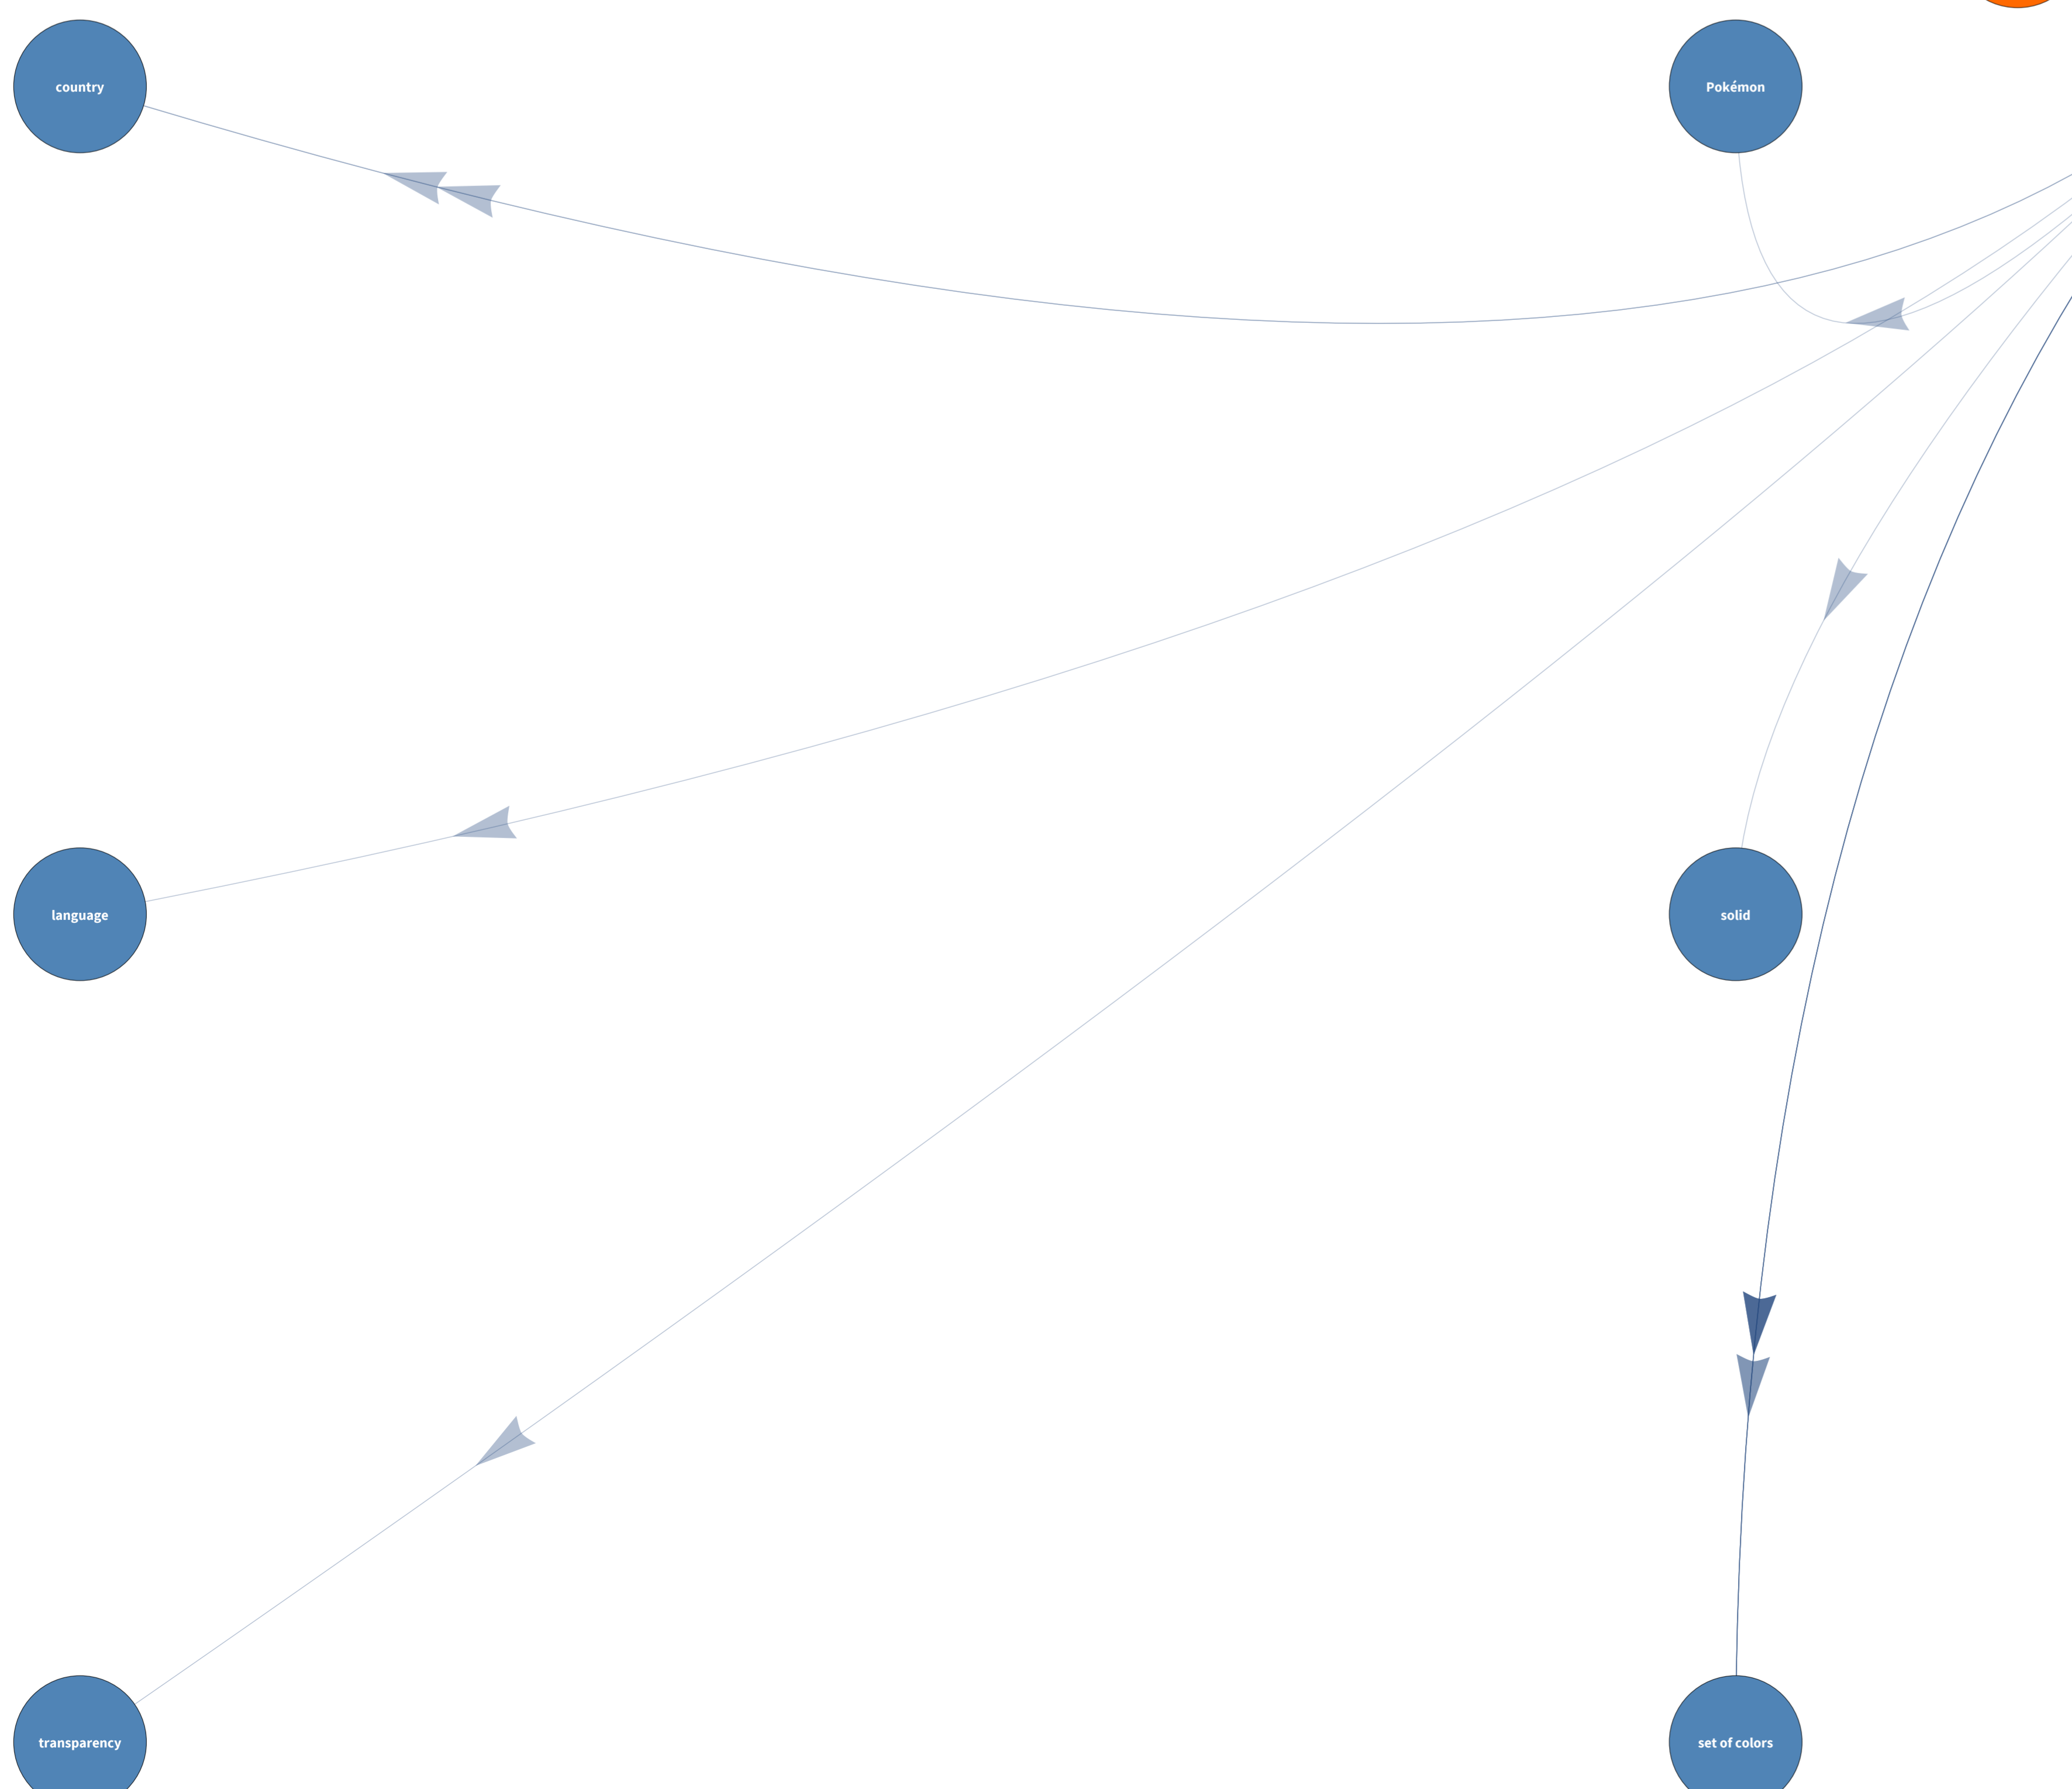 country
Pokémon
language
solid
transparency
set of colors